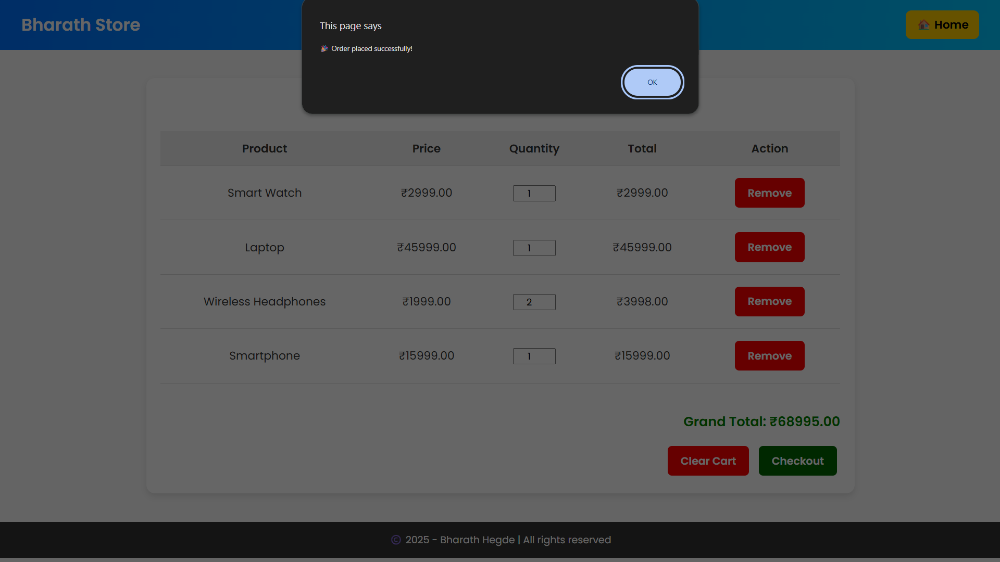 Bharath Store
🏠 Home
This page says
🎉 Order placed successfully!
OK
Product Price Quantity Total Action
Smart Watch ₹2999.00 1 ₹2999.00 Remove
Laptop ₹45999.00 1 ₹45999.00 Remove
Wireless Headphones ₹1999.00 2 ₹3998.00 Remove
Smartphone ₹15999.00 1 ₹15999.00 Remove
Grand Total: ₹68995.00
Clear Cart Checkout
© 2025 - Bharath Hegde | All rights reserved